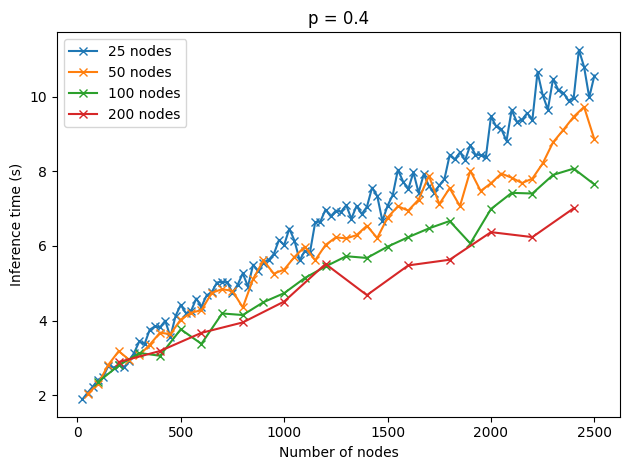 p = 0.4
25 nodes
50 nodes
100 nodes
200 nodes
Inference time (s)
10
8
6
4
2
0
500
1000
1500
2000
2500
Number of nodes